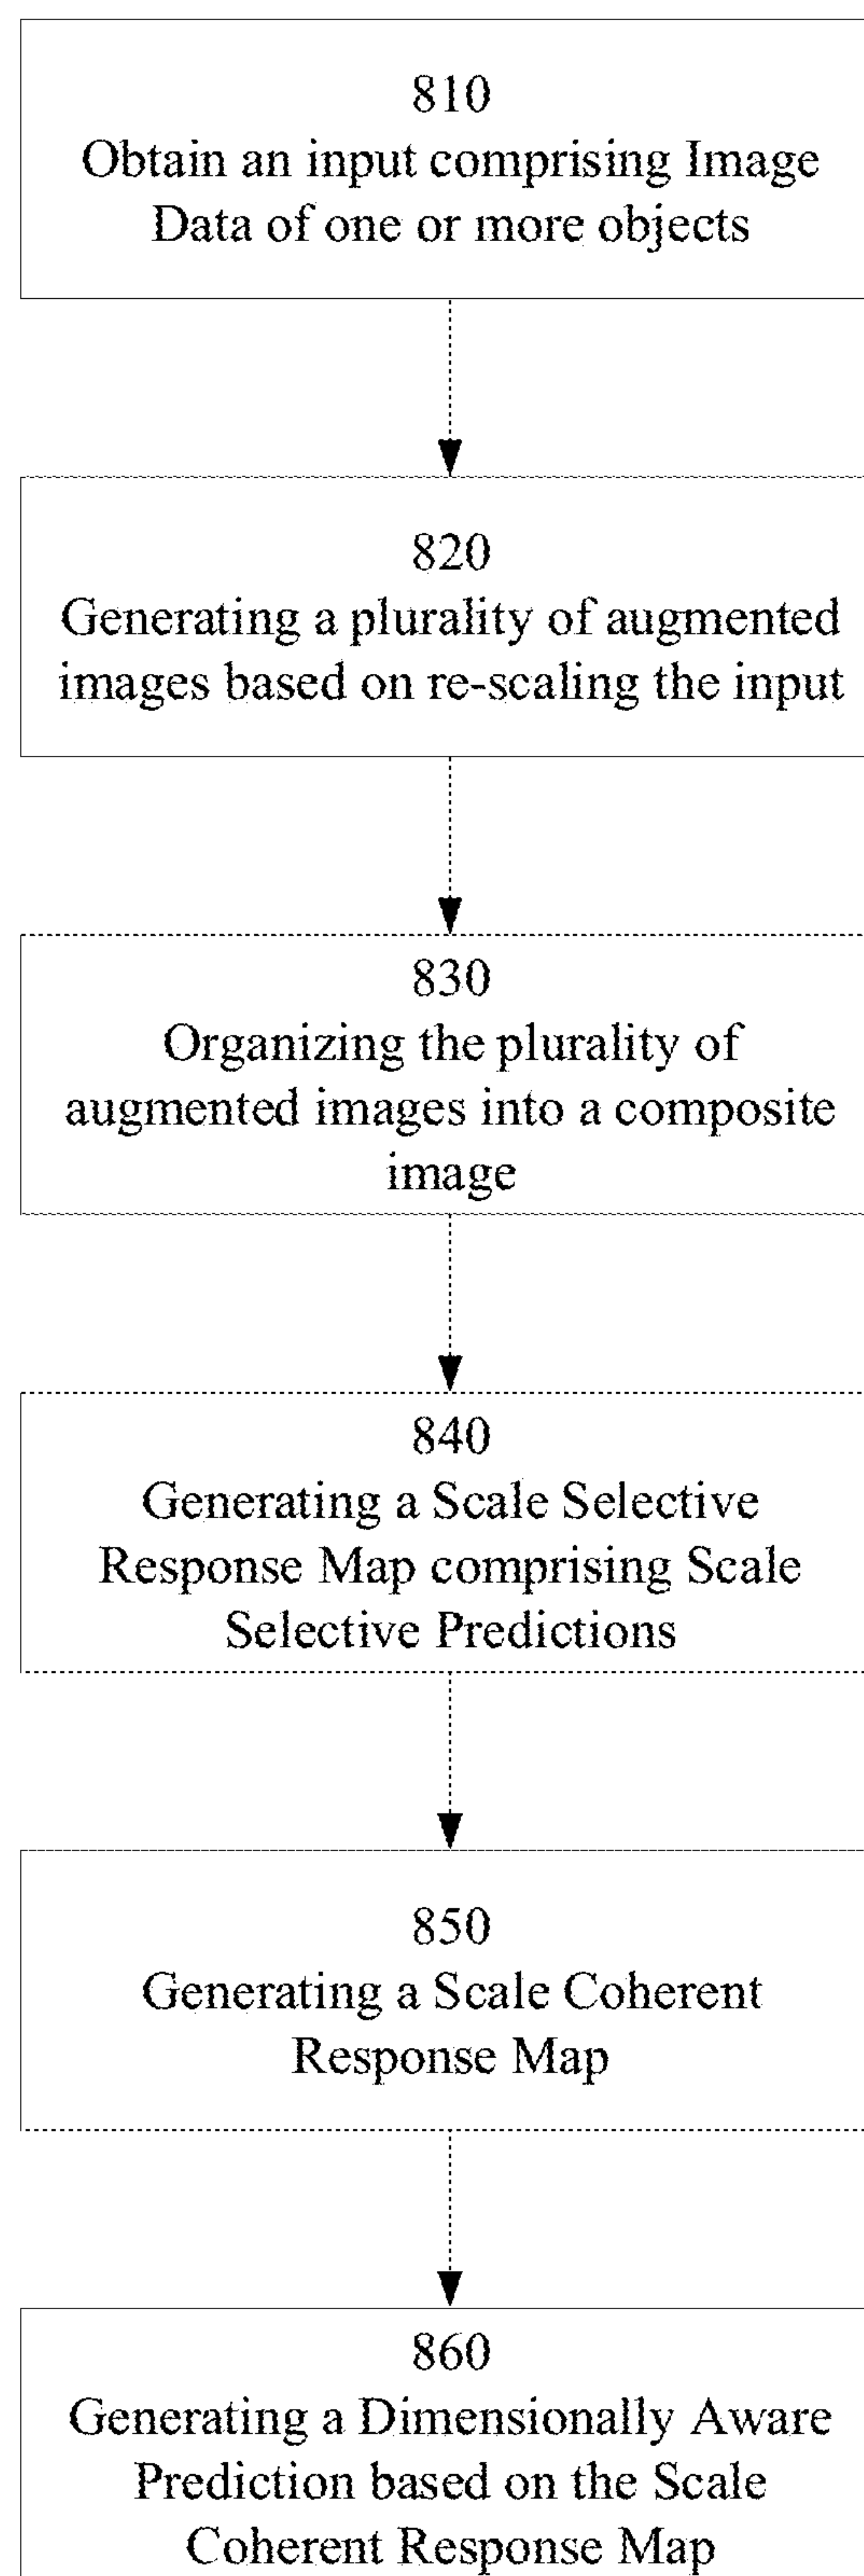 810
Obtain an input comprising Image
Data of one or more objects
820
Generating a plurality of augmented
images based on re-scaling the input
830
Organizing the plurality of
augmented images into a composite
image
840
Generating a Scale Selective
Response Map comprising Scale
Selective Predictions
850
Generating a Scale Coherent
Response Map
860
Generating a Dimensionally Aware
Prediction based on the Scale
Coherent Response Map